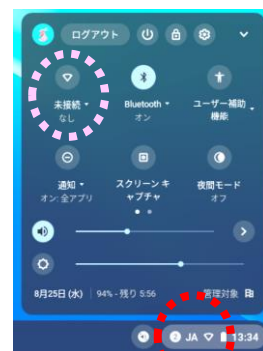 ログアウト
未接続
なし
Bluetooth
オン
ユーザー補助
機能
通知
オン: 全アプリ
スクリーン キ
ャプチャ
夜間モード
オフ
8月25日 (水) 94% - 残り 5:56 管理対象
2 JA 13:34